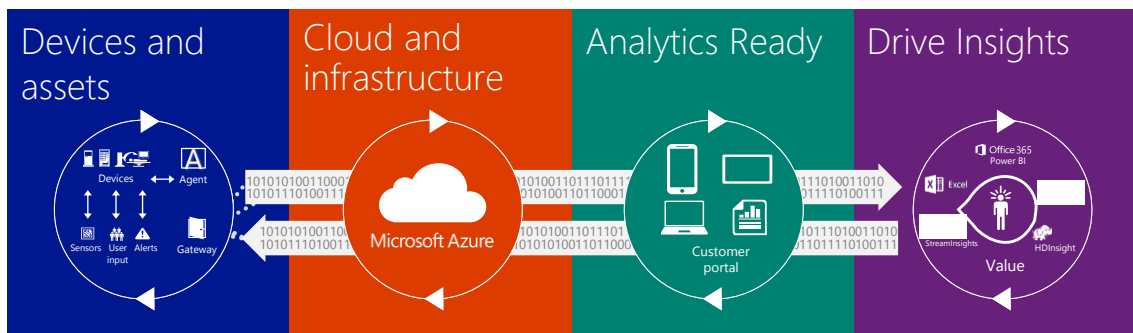 Devices and
assets
Cloud and
infrastructure
Analytics Ready
Drive Insights
Devices
A
Agent
Sensors
User
input
Alerts
Gateway
Microsoft Azure
Customer
portal
Office 365
Power BI
Excel
StreamInsights
HDInsight
Value